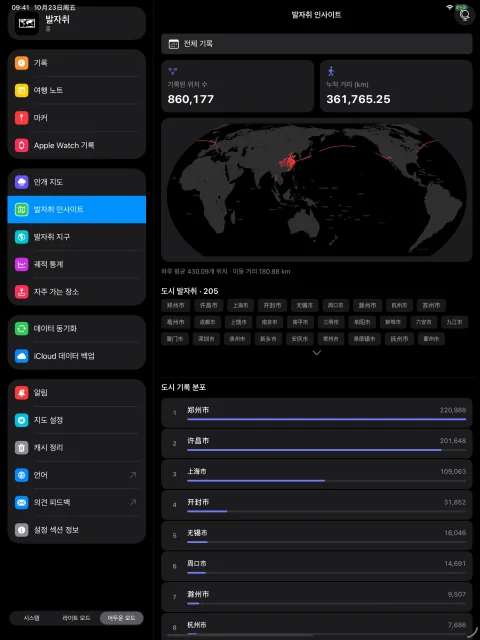 09:41 10月23日周五
발자취
홈
기록
여행 노트
마커
Apple Watch 기록
안개 지도
발자취 인사이트
발자취 지구
궤적 통계
자주 가는 장소
데이터 동기화
iCloud 데이터 백업
알림
지도 설정
캐시 정리
언어
의견 피드백
설정 섹션 정보
시스템 라이트 모드 어두운 모드
발자취 인사이트
전체 기록
기록된 위치 수
860,177
누적 거리 (km)
361,765.25
하루 평균 430.09개 위치 · 이동 거리 180.88 km
도시 발자취 · 205
郑州市 许昌市 上海市 开封市 无锡市 周口市 滁州市 杭州市 苏州市
亳州市 成都市 上饶市 南京市 南平市 三明市 阜阳市 蚌埠市 六安市 九江市
厦门市 深圳市 泉州市 新乡市 安庆市 常州市 景德镇市 抚州市 衢州市
도시 기록 분포
1 郑州市 220,988
2 许昌市 201,648
3 上海市 109,063
4 开封市 31,852
5 无锡市 16,046
6 周口市 14,691
7 滁州市 9,507
8 杭州市 7,686